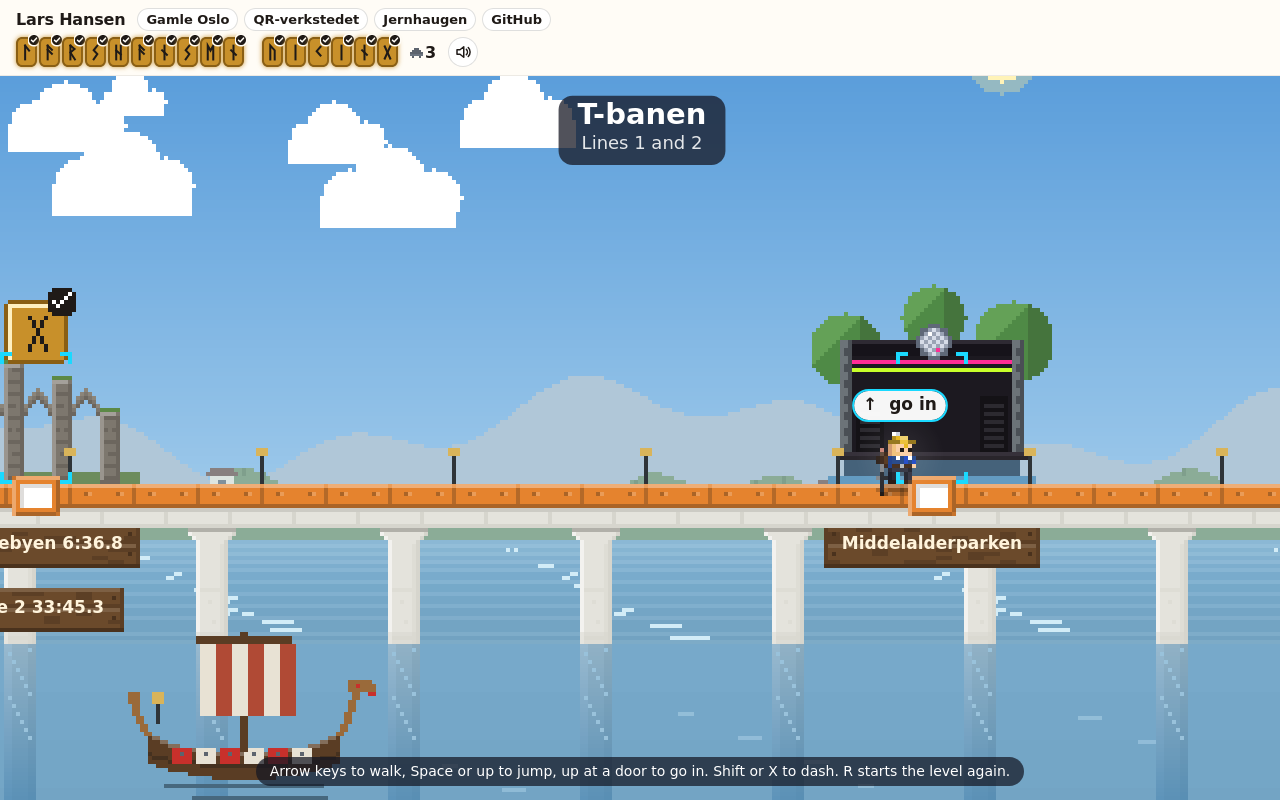 Lars Hansen
Gamle Oslo
QR-verkstedet
Jernhaugen
GitHub
ᚠᚱ
3
T-banen
Lines 1 and 2
↑ go in
ebyen 6:36.8
Middelalderparken
e 2 33:45.3
Arrow keys to walk, Space or up to jump, up at a door to go in. Shift or X to dash. R starts the level again.